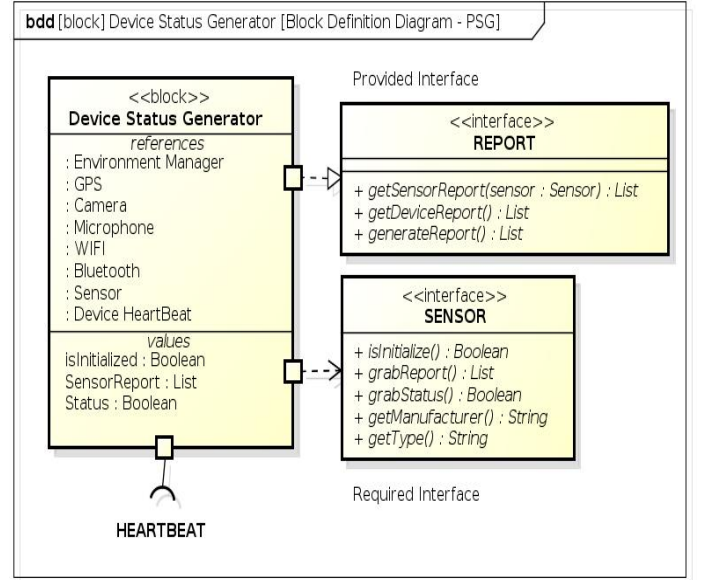 bdd [block] Device Status Generator [Block Definition Diagram - PSG]
<<block>>
Device Status Generator
references
: Environment Manager
: GPS
: Camera
: Microphone
: WIFI
: Bluetooth
: Sensor
: Device HeartBeat
values
isInitialized : Boolean
SensorReport : List
Status : Boolean
HEARTBEAT
Provided Interface
<<interface>>
REPORT
+ getSensorReport(sensor : Sensor) : List
+ getDeviceReport() : List
+ generateReport() : List
<<interface>>
SENSOR
+ isInitialize() : Boolean
+ grabReport() : List
+ grabStatus() : Boolean
+ getManufacturer() : String
+ getType() : String
Required Interface